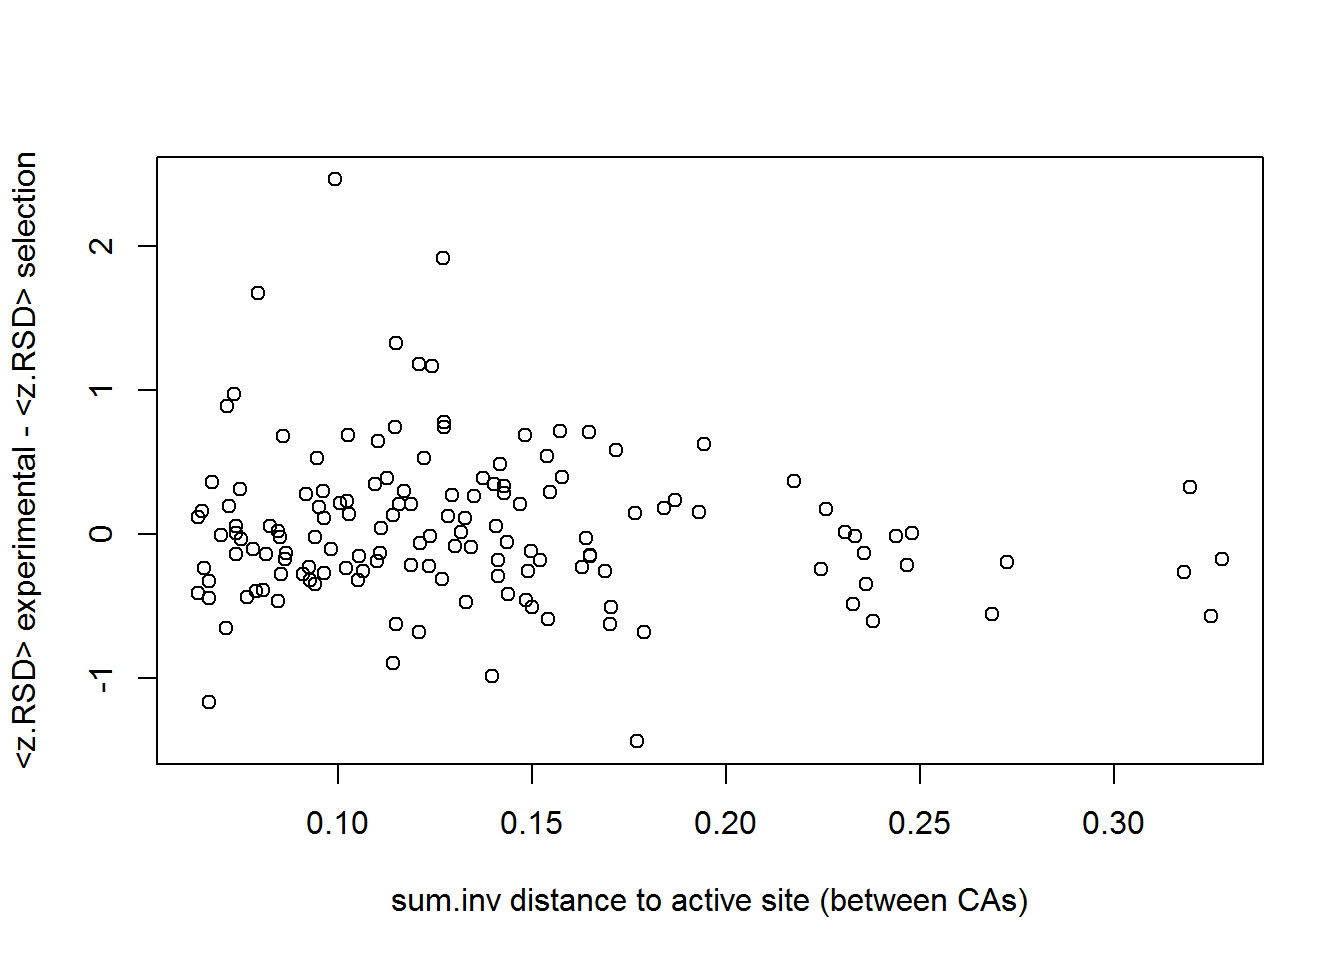 <z.RSD> experimental - <z.RSD> selection
2
1
0
-1
0.10 0.15 0.20 0.25 0.30
sum.inv distance to active site (between CAs)